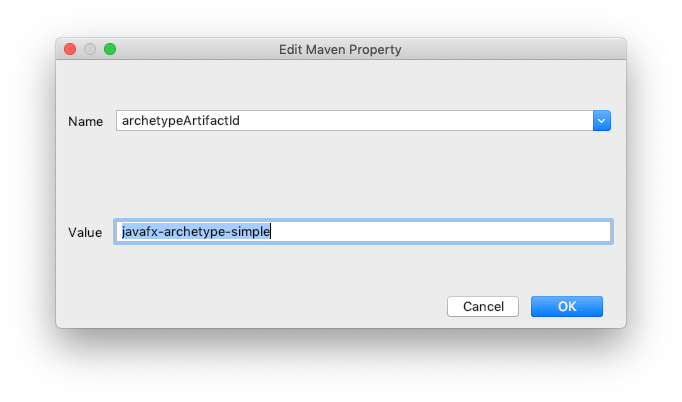 Edit Maven Property
Name archetypeArtifactId
Value javafx-archetype-simple
Cancel OK